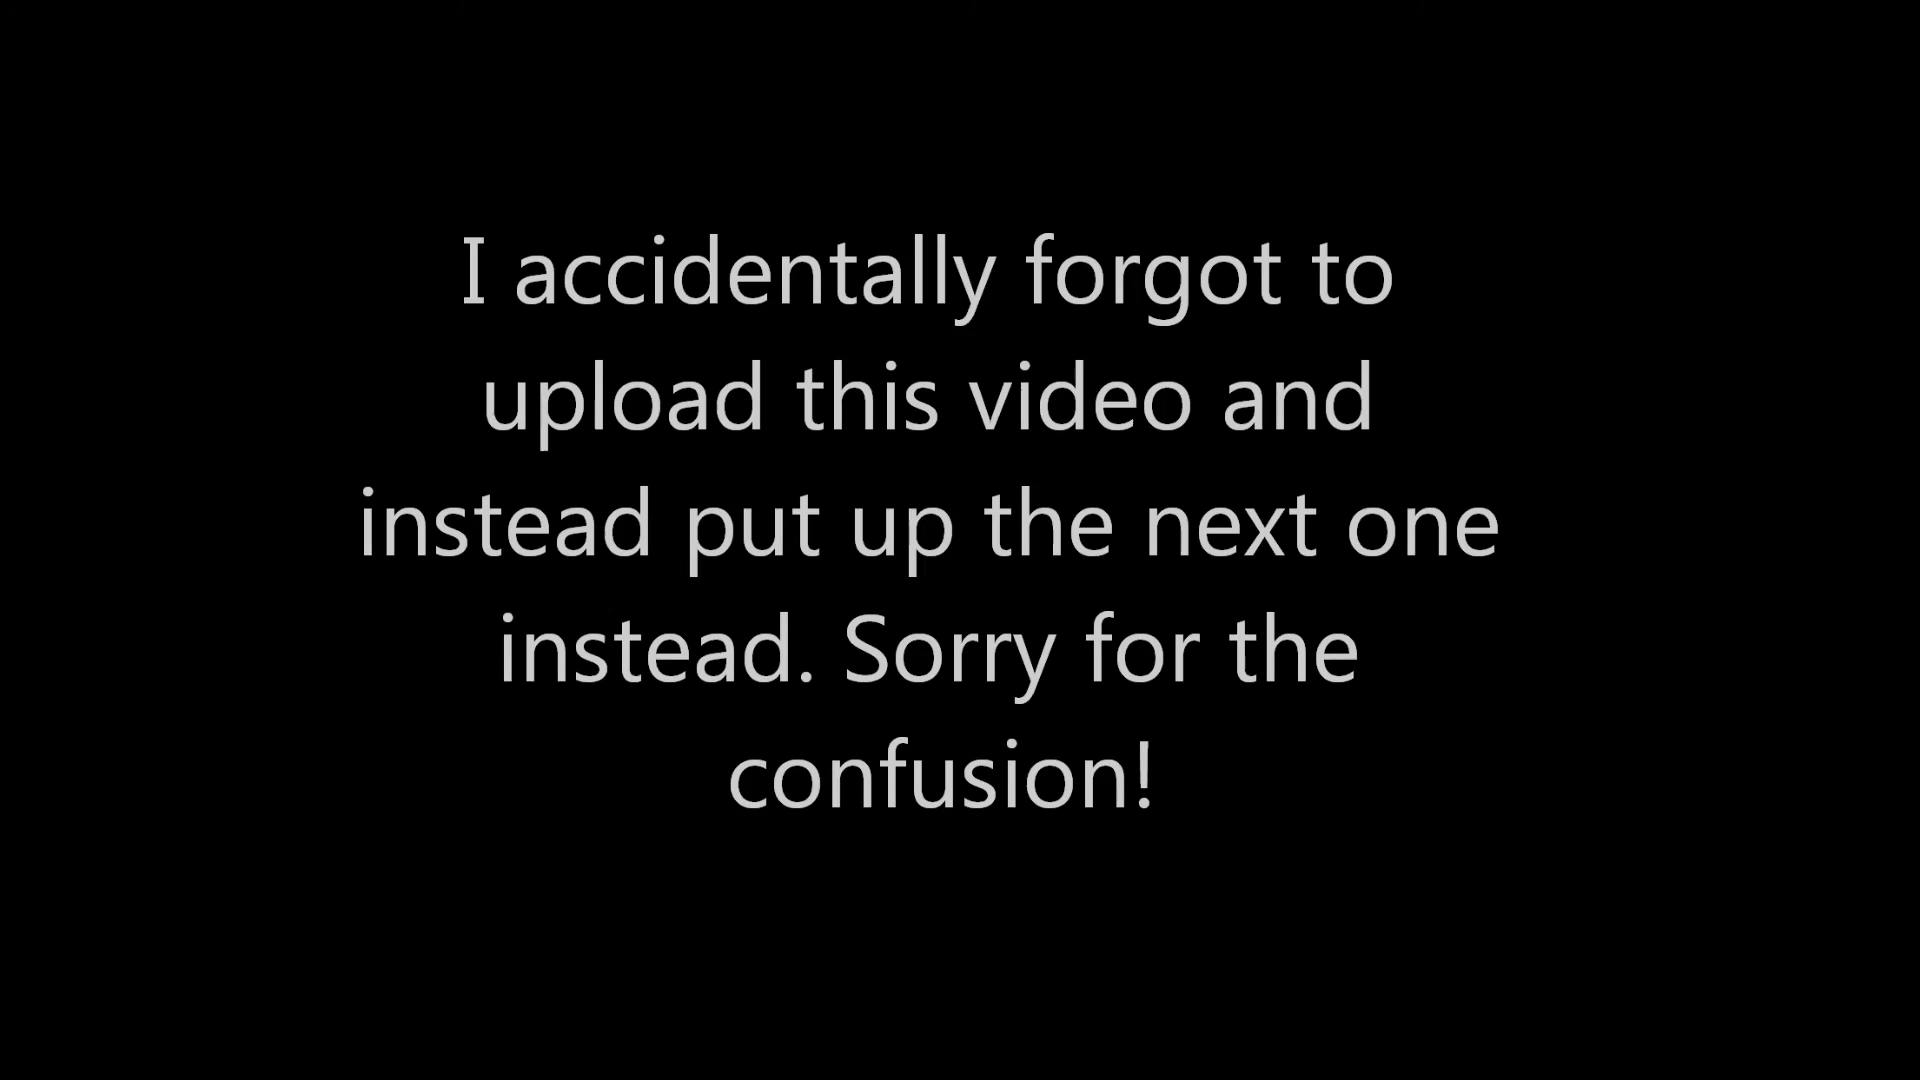 I accidentally forgot to
upload this video and
instead put up the next one
instead. Sorry for the
confusion!